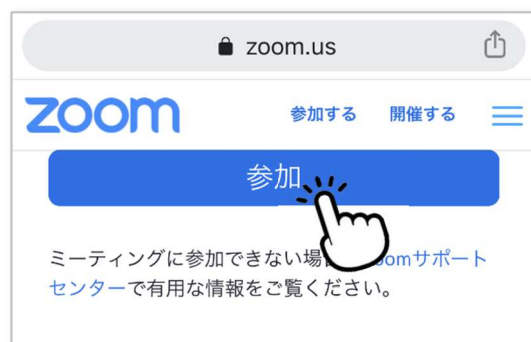 zoom.us
zoom 参加する 開催する
参加
ミーティングに参加できない場 omサポート
センターで有用な情報をご覧ください。